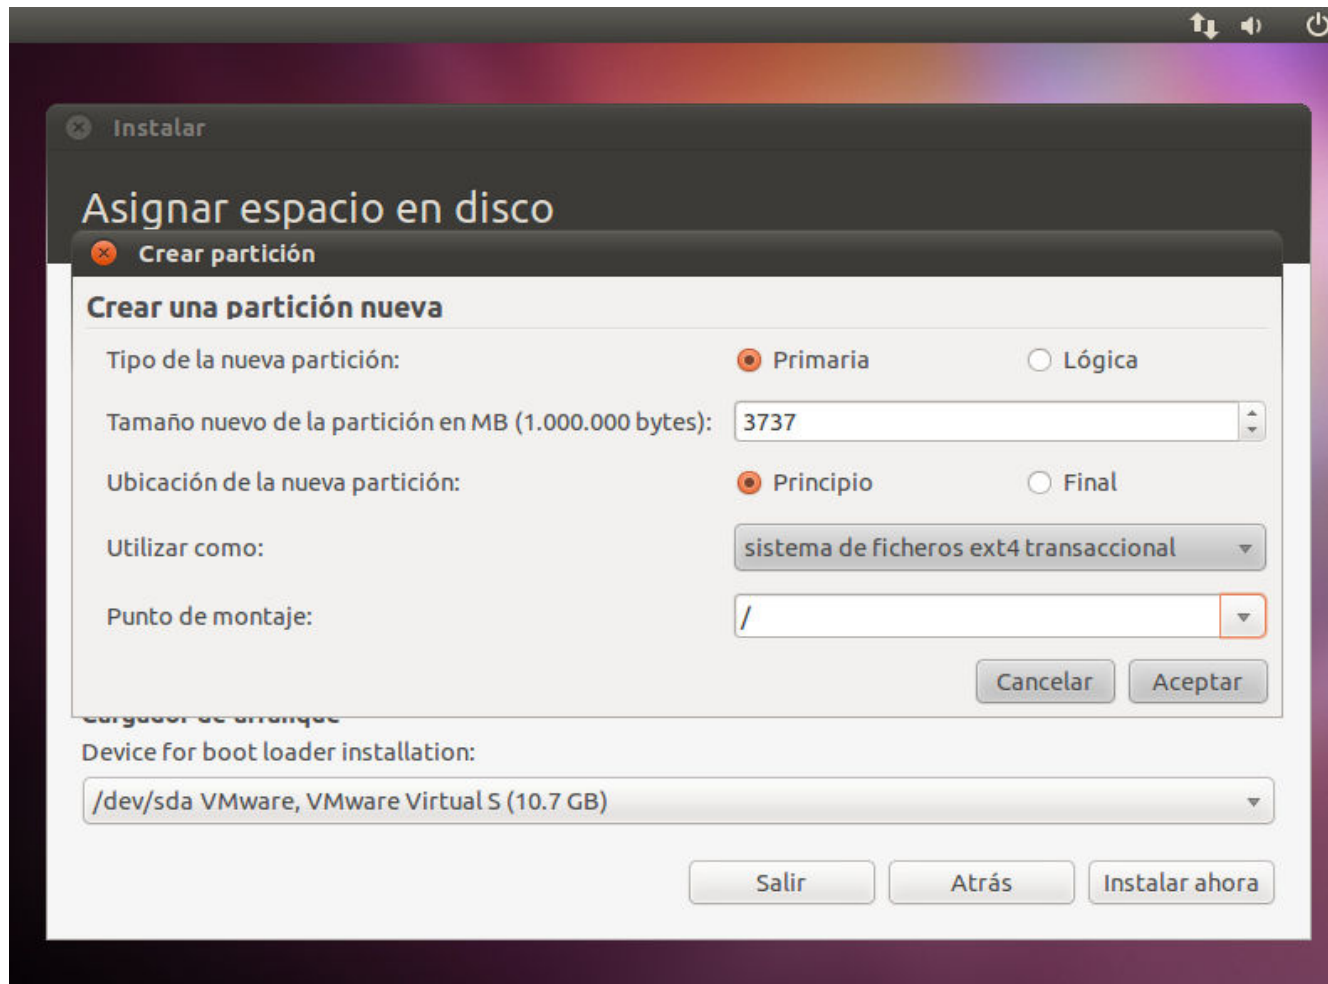 Instalar
Asignar espacio en disco
Crear partición
Crear una partición nueva
Tipo de la nueva partición: Primaria Lógica
Tamaño nuevo de la partición en MB (1.000.000 bytes): 3737
Ubicación de la nueva partición: Principio Final
Utilizar como: sistema de ficheros ext4 transaccional
Punto de montaje: /
Cancelar Aceptar
Cargador de arranque
Device for boot loader installation:
/dev/sda VMware, VMware Virtual S (10.7 GB)
Salir Atrás Instalar ahora